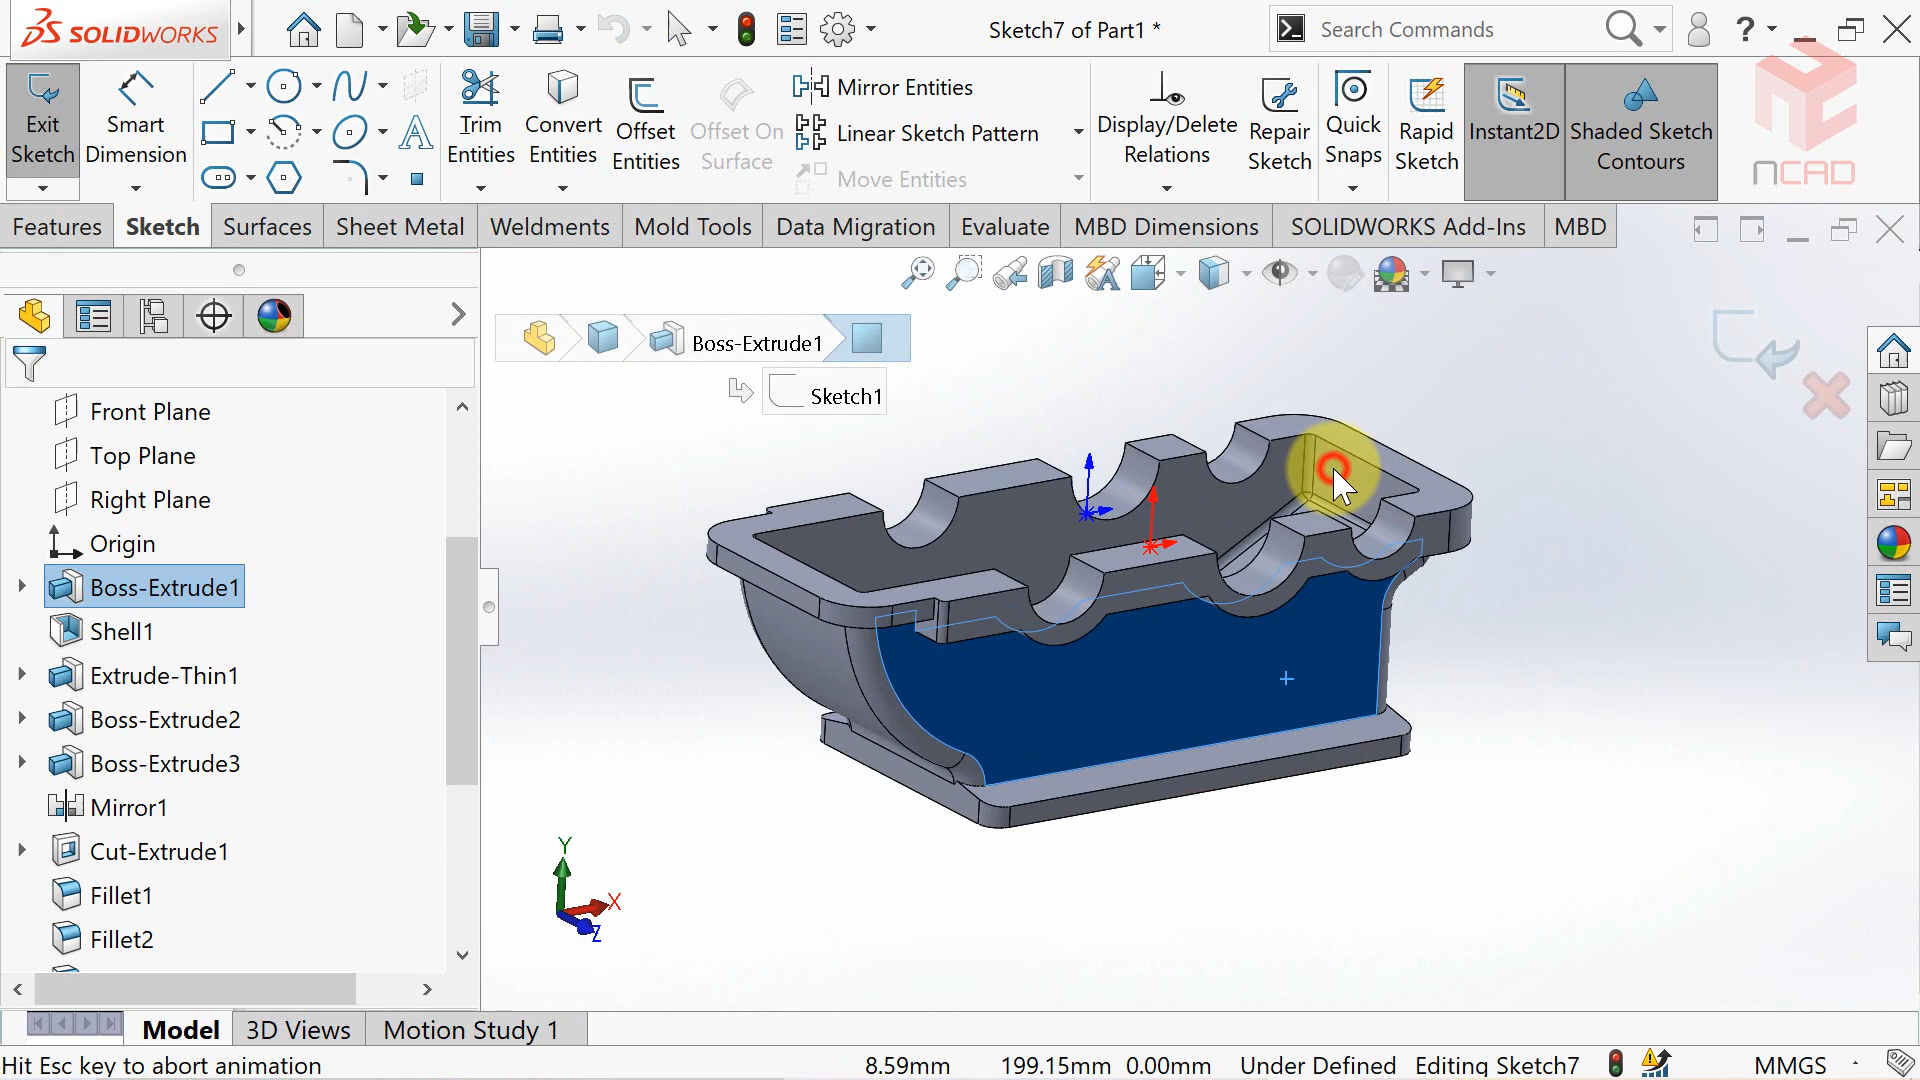 SOLIDWORKS
Sketch7 of Part1 *
Search Commands
?
Exit Sketch
Smart Dimension
Trim Entities
Convert Entities
Offset Entities
Offset On Surface
Mirror Entities
Linear Sketch Pattern
Move Entities
Display/Delete Relations
Repair Sketch
Quick Snaps
Rapid Sketch
Instant2D
Shaded Sketch Contours
NCAD
Features
Sketch
Surfaces
Sheet Metal
Weldments
Mold Tools
Data Migration
Evaluate
MBD Dimensions
SOLIDWORKS Add-Ins
MBD
Boss-Extrude1
Sketch1
Front Plane
Top Plane
Right Plane
Origin
Boss-Extrude1
Shell1
Extrude-Thin1
Boss-Extrude2
Boss-Extrude3
Mirror1
Cut-Extrude1
Fillet1
Fillet2
Y
X
Z
Model
3D Views
Motion Study 1
Hit Esc key to abort animation
8.59mm
199.15mm
0.00mm
Under Defined
Editing Sketch7
MMGS